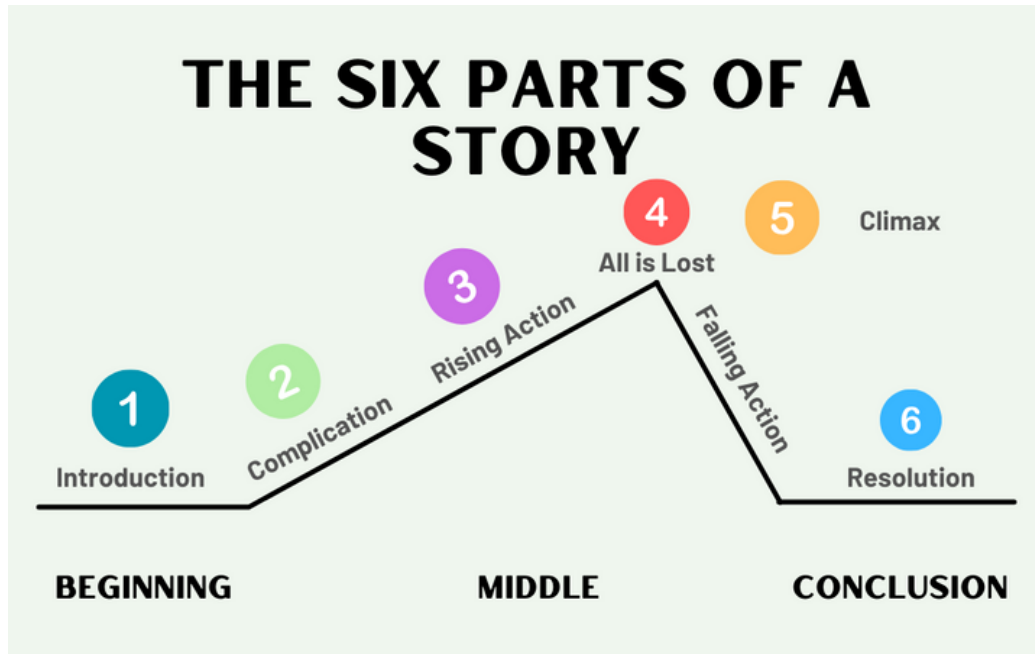 THE SIX PARTS OF A
STORY
1
Introduction
2
Complication
3
Rising Action
4
All is Lost
5
Climax
Falling Action
6
Resolution
BEGINNING
MIDDLE
CONCLUSION